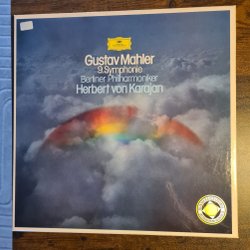 Gustav Mahler
9. Symphonie
Berliner Philharmoniker
Herbert von Karajan